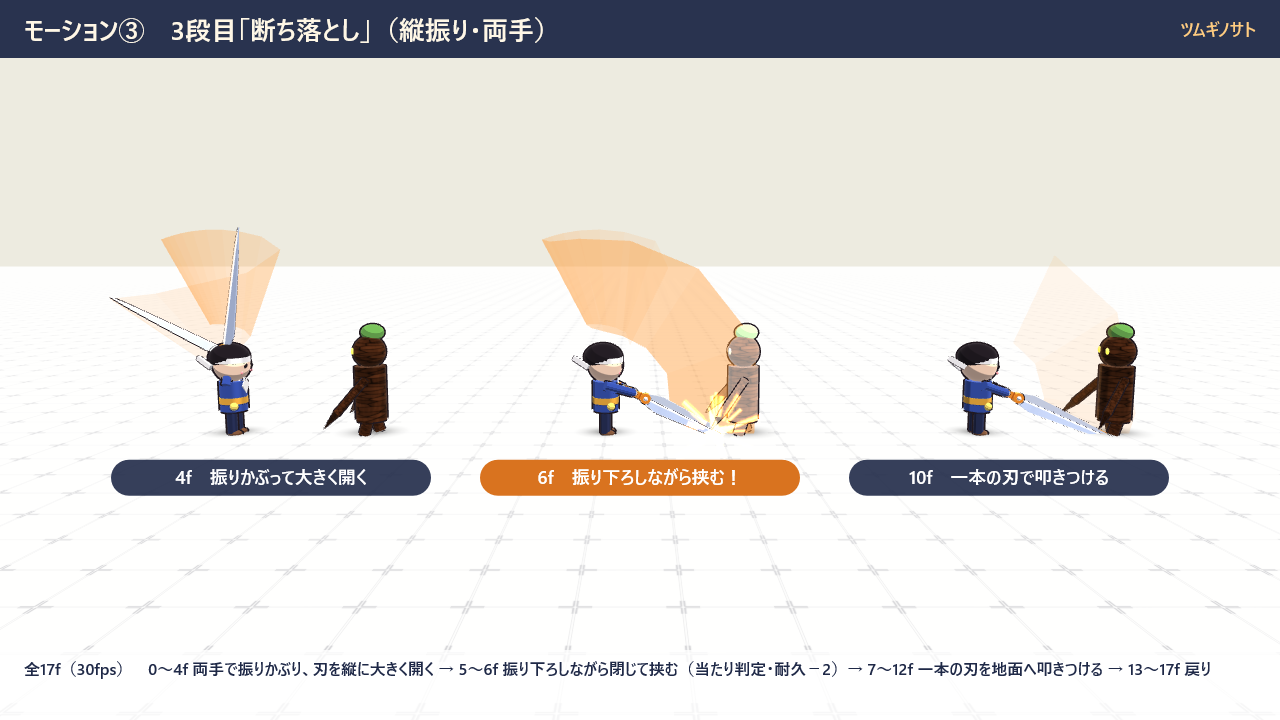 モーション③　3段目「断ち落とし」（縦振り・両手）
ツムギノサト
4f　振りかぶって大きく開く
6f　振り下ろしながら挟む！
10f　一本の刃で叩きつける
全17f（30fps）　0〜4f 両手で振りかぶり、刃を縦に大きく開く → 5〜6f 振り下ろしながら閉じて挟む（当たり判定・耐久−2）→ 7〜12f 一本の刃を地面へ叩きつける → 13〜17f 戻り